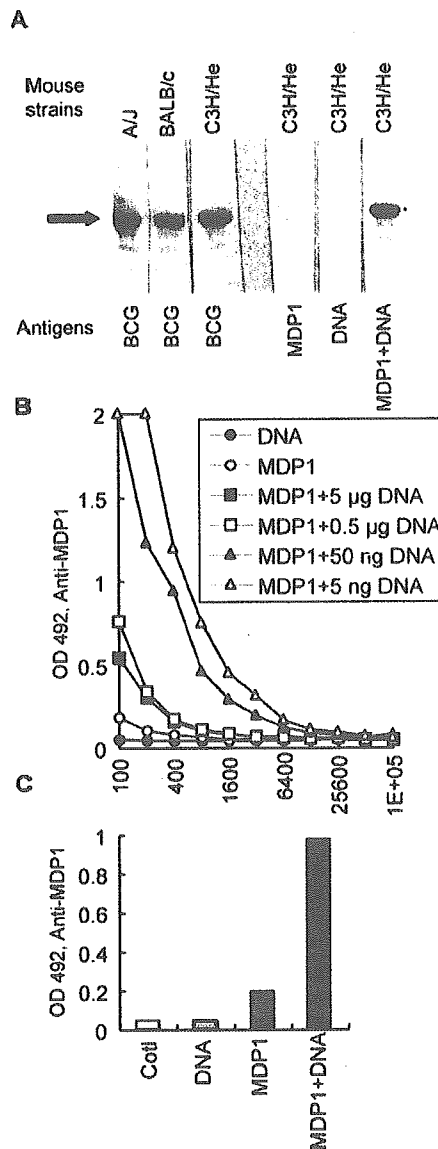 A
Mouse strains
A/J
BALB/c
C3H/He
C3H/He
C3H/He
C3H/He
Antigens
BCG
BCG
BCG
MDP1
DNA
MDP1+DNA
B
OD 492, Anti-MDP1
2
1.5
1
0.5
0
DNA
MDP1
MDP1+5 µg DNA
MDP1+0.5 µg DNA
MDP1+50 ng DNA
MDP1+5 ng DNA
100
400
1600
6400
25600
1E+05
C
OD 492, Anti-MDP1
1
0.8
0.6
0.4
0.2
0
Cotl
DNA
MDP1
MDP1+DNA